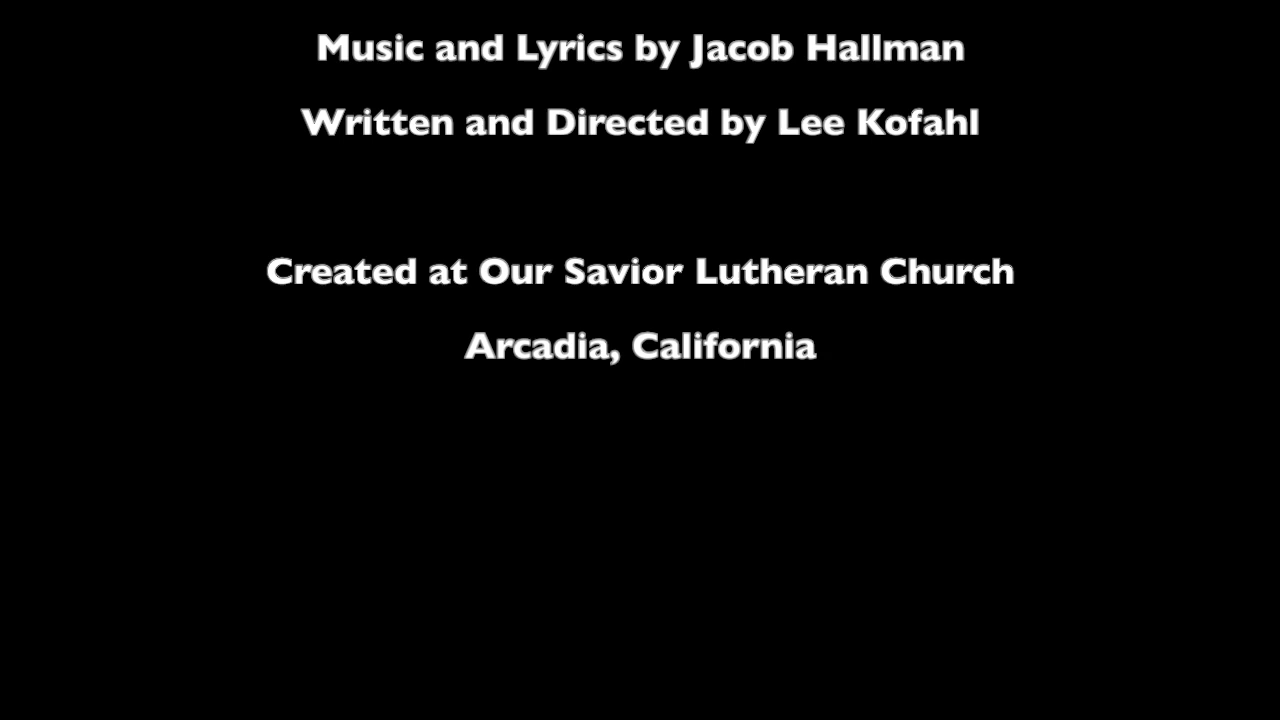 Music and Lyrics by Jacob Hallman
Written and Directed by Lee Kofahl
Created at Our Savior Lutheran Church
Arcadia, California